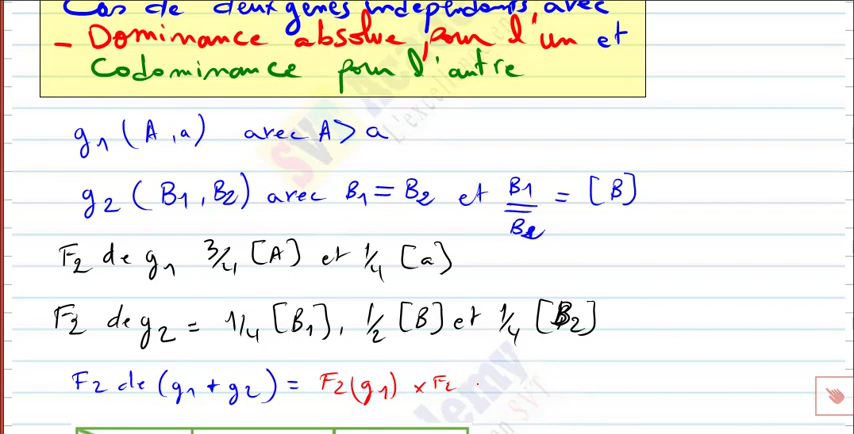 Cas de deux gènes indépendants avec
- Dominance absolue pour l'un et
Codominance pour l'autre
g1 (A, a) avec A > a
g2 (B1, B2) avec B1 = B2 et B1/B2 = [B]
F2 de g1 3/4 [A] et 1/4 [a]
F2 de g2 = 1/4 [B1], 1/2 [B] et 1/4 [B2]
F2 de (g1 + g2) = F2(g1) × F2